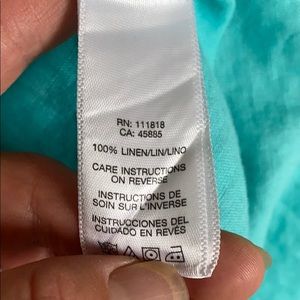 RN: 111818
CA: 45885
100% LINEN/LIN/LINO
CARE INSTRUCTIONS
ON REVERSE
INSTRUCTIONS DE
SOIN SUR L'INVERSE
INSTRUCCIONES DEL
CUIDADO EN REVÉS